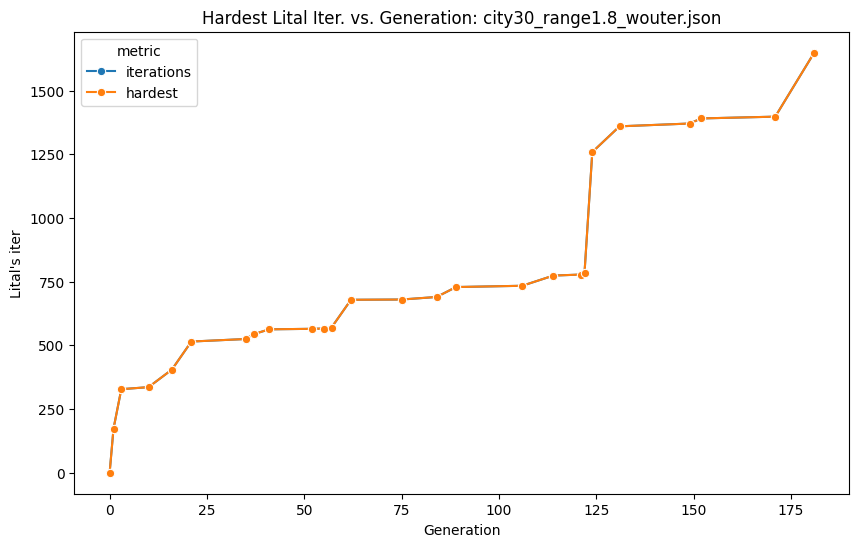 Hardest Lital Iter. vs. Generation: city30_range1.8_wouter.json
metric
iterations
hardest
Lital's iter
1500
1250
1000
750
500
250
0
0 25 50 75 100 125 150 175
Generation